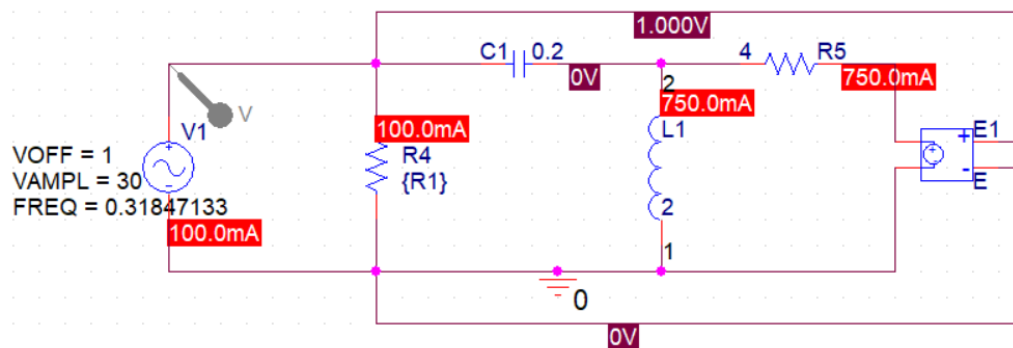 1.000V
C1
0.2
0V
4
R5
2
750.0mA
750.0mA
V
V1
100.0mA
L1
E1
+
-
E
R4
{R1}
VOFF = 1
VAMPL = 30
FREQ = 0.31847133
100.0mA
2
1
0
0V